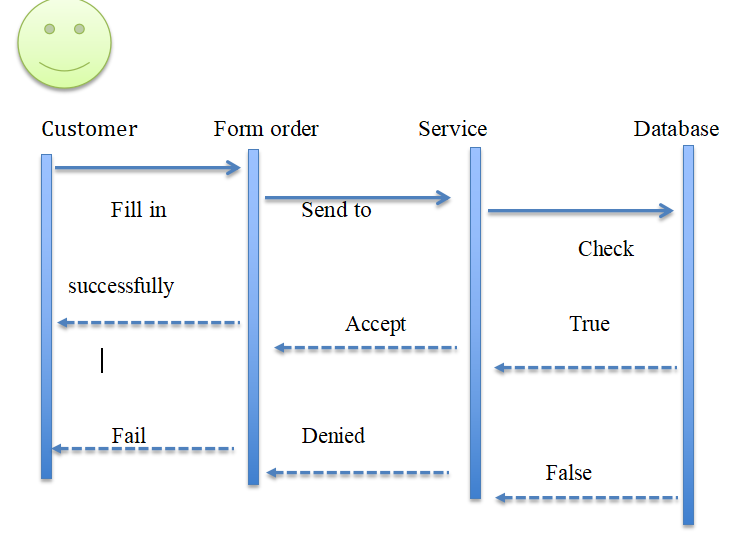 Customer Form order Service Database
Fill in Send to
Check
successfully
Accept True
Fail Denied
False